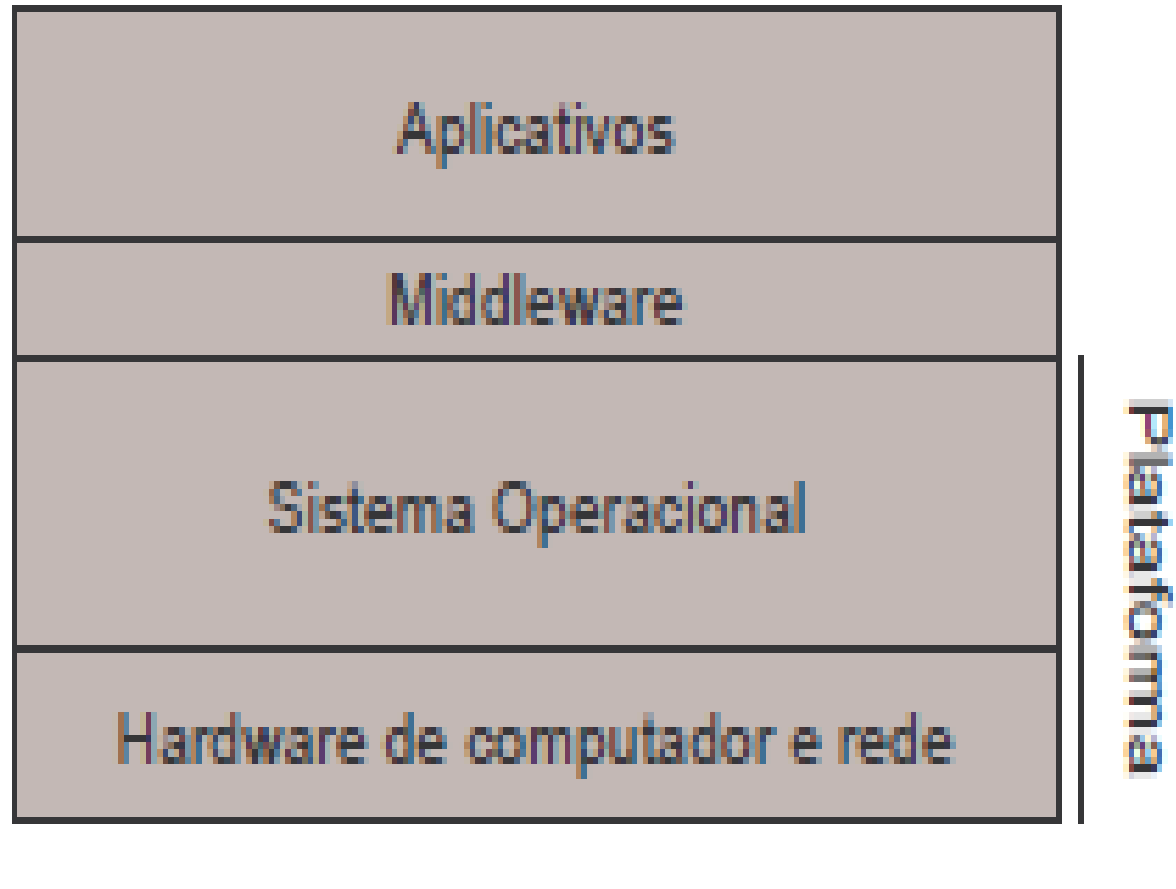 Aplicativos
Middleware
Sistema Operacional
Hardware de computador e rede
Plataforma